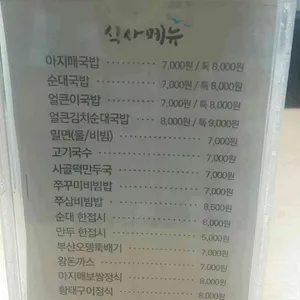 식사메뉴
아지매국밥 ⋯⋯⋯ 7,000원 / 특 8,000원
순대국밥 ⋯⋯⋯ 7,000원 / 특 8,000원
얼큰이국밥 ⋯⋯⋯ 7,000원 / 특 8,000원
얼큰김치순대국밥 ⋯⋯⋯ 8,000원 / 특 9,000원
밀면(물/비빔) ⋯⋯⋯ 7,000원
고기국수 ⋯⋯⋯ 7,000원
사골떡만두국 ⋯⋯⋯ 7,000원
쭈꾸미비빔밥 ⋯⋯⋯ 7,000원
쭈삼비빔밥 ⋯⋯⋯ 8,500원
순대 한접시 ⋯⋯⋯ 6,000원
만두 한접시 ⋯⋯⋯ 5,000원
부산오뎅뚝배기 ⋯⋯⋯ 7,000원
왕돈까스 ⋯⋯⋯ 7,000원
아지매보쌈정식 ⋯⋯⋯ 8,000원
황태구이정식 ⋯⋯⋯ 8,000원